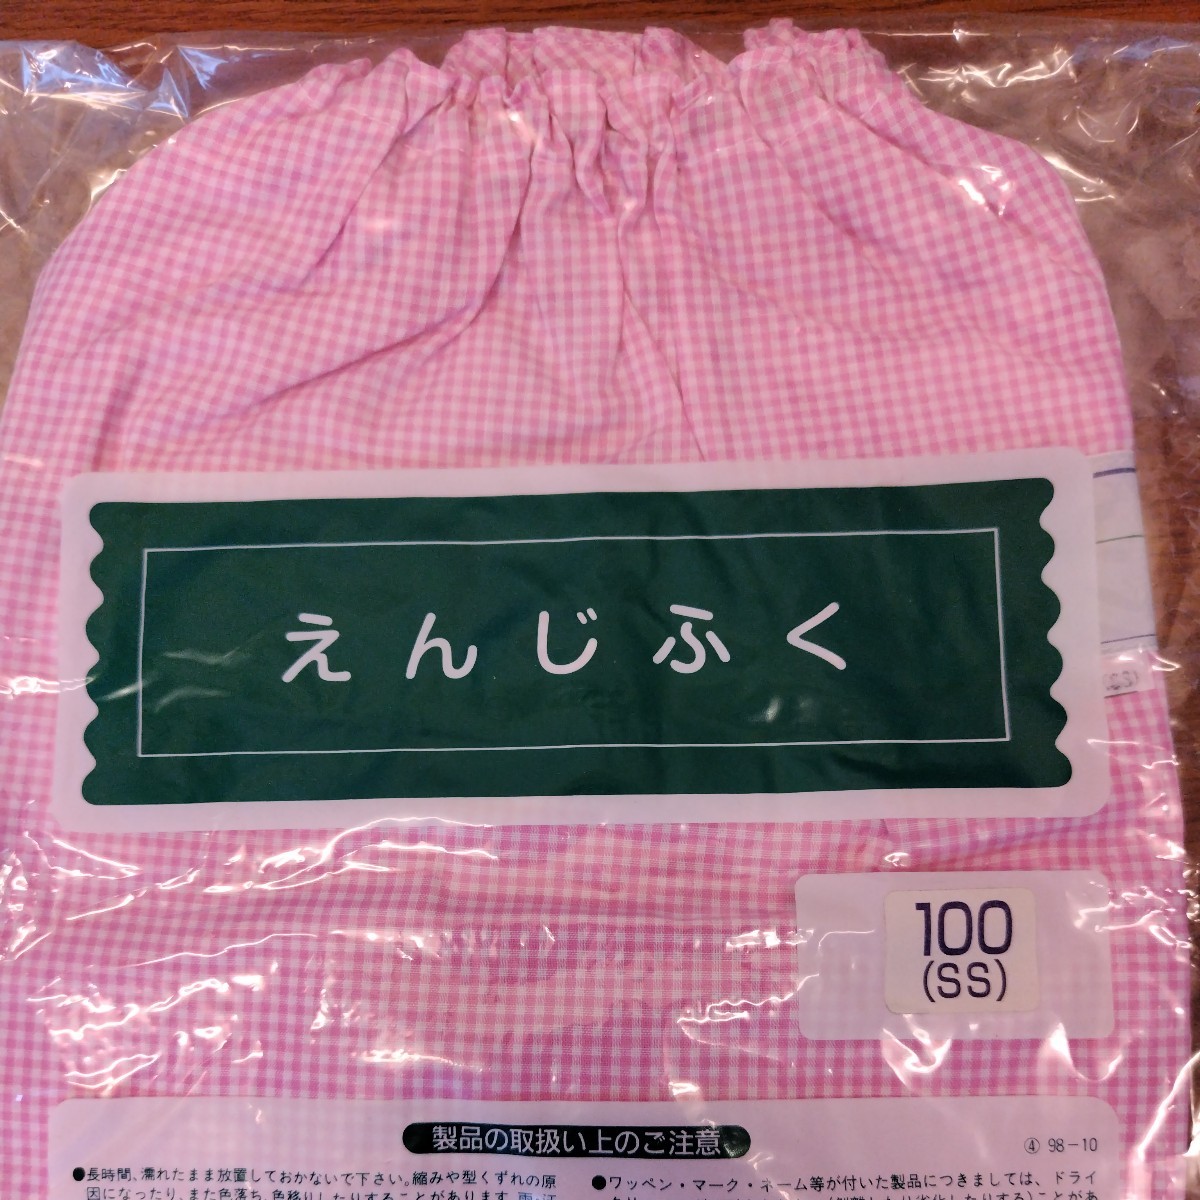 えんじふく
100
(SS)
製品の取扱い上のご注意
④ 98-10
●長時間、濡れたまま放置しておかないで下さい。縮みや型くずれの原
因になったり、また色落ち、色移りしたりすることがあります。雨、汗
●ワッペン・マーク・ネーム等が付いた製品につきましては、ドライ